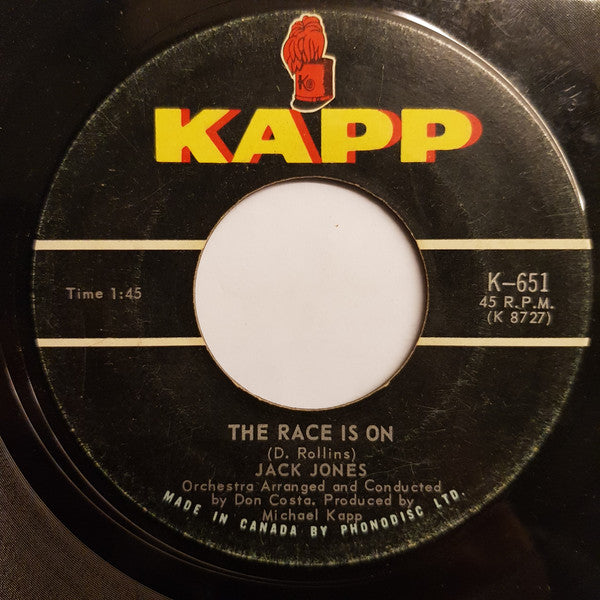 K
KAPP
Time 1:45
K-651
45 R.P.M.
(K 8727)
THE RACE IS ON
(D. Rollins)
JACK JONES
Orchestra Arranged and Conducted
by Don Costa. Produced by
Michael Kapp
MADE IN CANADA BY PHONODISC LTD.